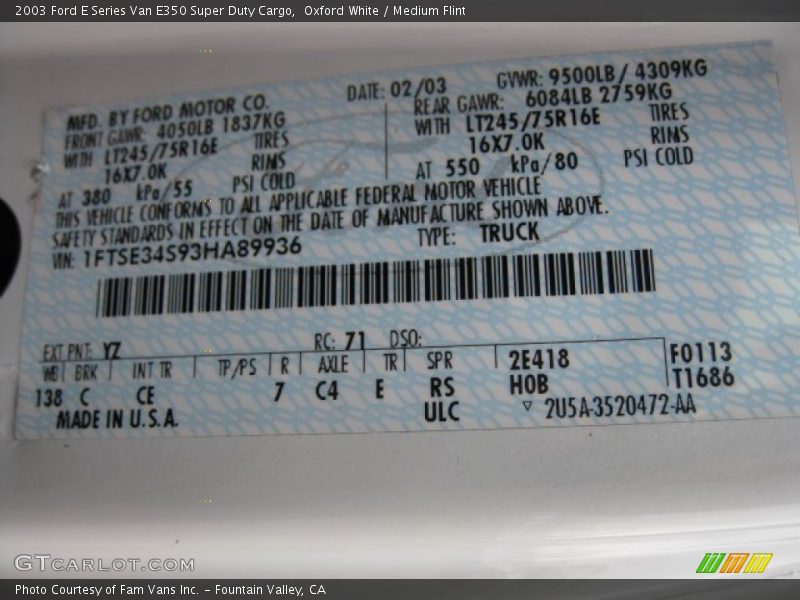 2003 Ford E Series Van E350 Super Duty Cargo,  Oxford White / Medium Flint
MFD. BY FORD MOTOR CO.
FRONT GAWR: 4050LB 1837KG
WITH LT245/75R16E TIRES
16X7.0K RIMS
AT 380 kPa/55 PSI COLD
DATE: 02/03 GVWR: 9500LB/ 4309KG
REAR GAWR: 6084LB 2759KG
WITH LT245/75R16E TIRES
16X7.0K RIMS
AT 550 kPa/80 PSI COLD
THIS VEHICLE CONFORMS TO ALL APPLICABLE FEDERAL MOTOR VEHICLE
SAFETY STANDARDS IN EFFECT ON THE DATE OF MANUFACTURE SHOWN ABOVE.
VIN: 1FTSE34S93HA89936 TYPE: TRUCK
EXT PNT: YZ RC: 71 DSO:
WB BRK INT TR TP/PS R AXLE TR SPR 2E418 F0113
138 C CE 7 C4 E RS H0B T1686
MADE IN U.S.A. ULC ▽ 2U5A-3520472-AA
GTCARLOT.COM
Photo Courtesy of Fam Vans Inc. – Fountain Valley, CA